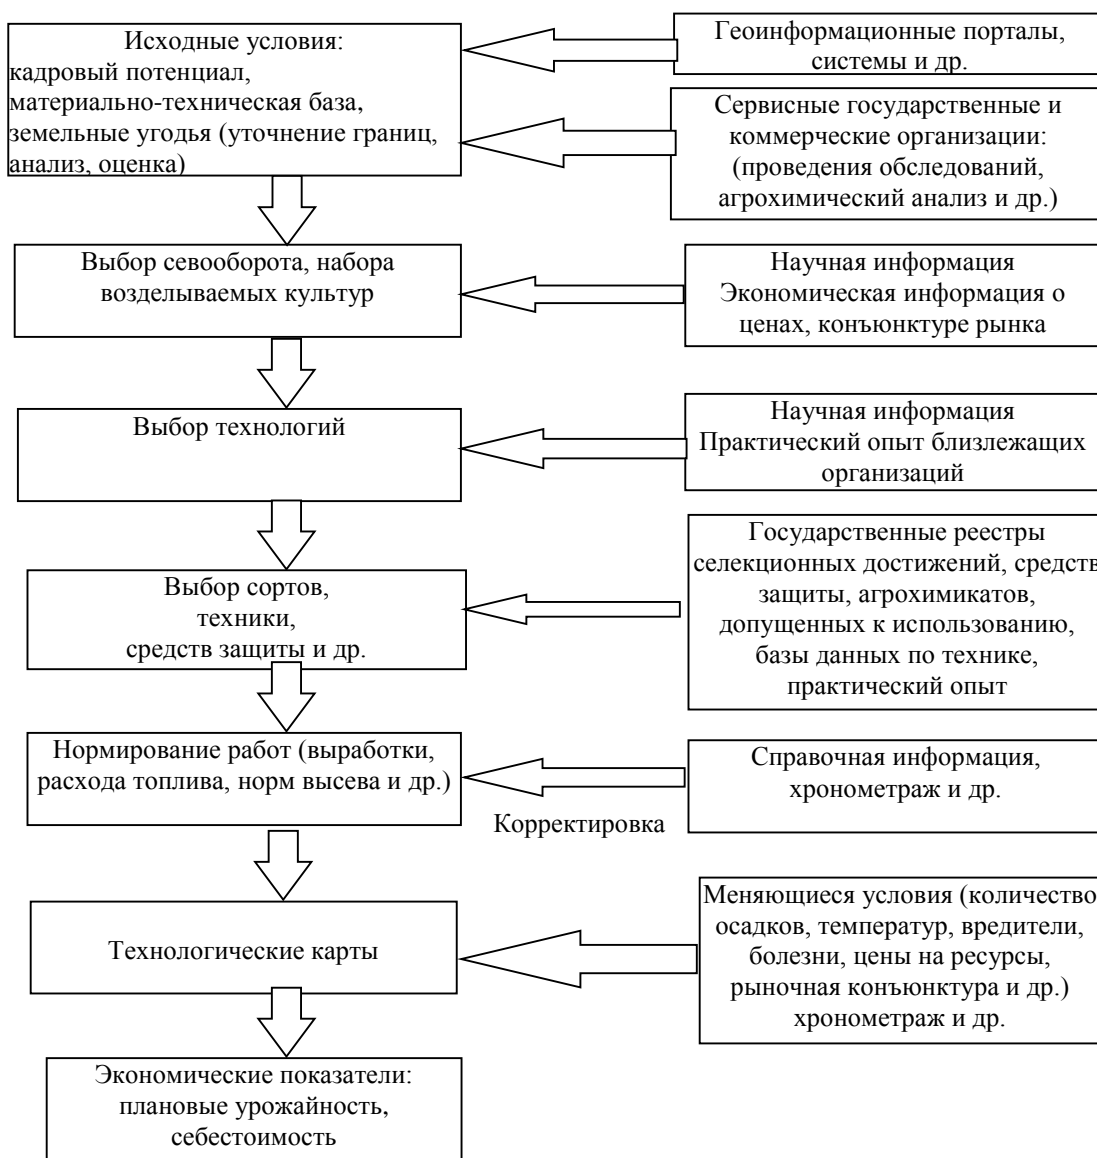 Исходные условия:
кадровый потенциал,
материально-техническая база,
земельные угодья (уточнение границ,
анализ, оценка)
Геоинформационные порталы,
системы и др.
Сервисные государственные и
коммерческие организации:
(проведения обследований,
агрохимический анализ и др.)
Выбор севооборота, набора
возделываемых культур
Научная информация
Экономическая информация о
ценах, конъюнктуре рынка
Выбор технологий
Научная информация
Практический опыт близлежащих
организаций
Выбор сортов,
техники,
средств защиты и др.
Государственные реестры
селекционных достижений, средств
защиты, агрохимикатов,
допущенных к использованию,
базы данных по технике,
практический опыт
Нормирование работ (выработки,
расхода топлива, норм высева и др.)
Справочная информация,
хронометраж и др.
Корректировка
Технологические карты
Меняющиеся условия (количество
осадков, температур, вредители,
болезни, цены на ресурсы,
рыночная конъюнктура и др.)
хронометраж и др.
Экономические показатели:
плановые урожайность,
себестоимость